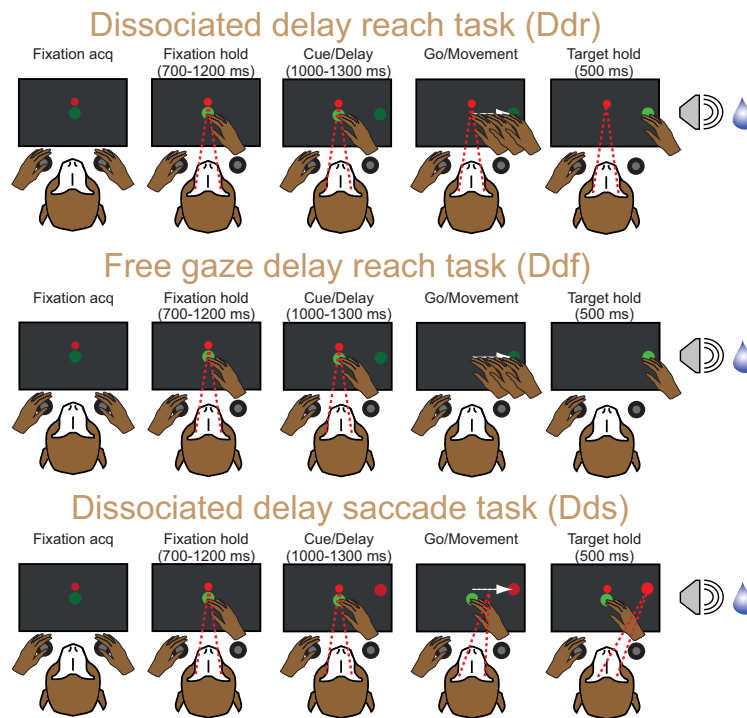 Dissociated delay reach task (Ddr)
Fixation acq Fixation hold Cue/Delay Go/Movement Target hold
(700-1200 ms) (1000-1300 ms) (500 ms)
Free gaze delay reach task (Ddf)
Fixation acq Fixation hold Cue/Delay Go/Movement Target hold
(700-1200 ms) (1000-1300 ms) (500 ms)
Dissociated delay saccade task (Dds)
Fixation acq Fixation hold Cue/Delay Go/Movement Target hold
(700-1200 ms) (1000-1300 ms) (500 ms)